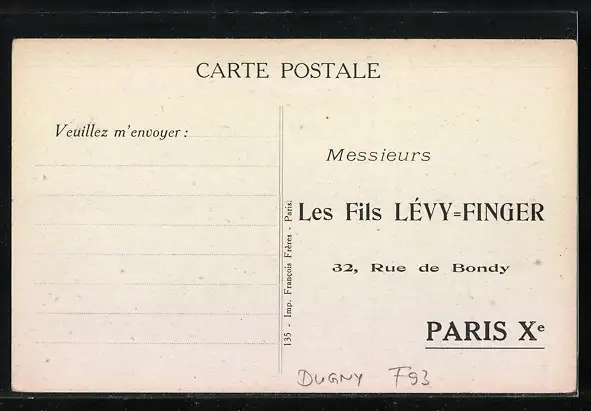 CARTE POSTALE
Veuillez m'envoyer :
135 - Imp. François Frères - Paris.
Messieurs
Les Fils LÉVY=FINGER
32, Rue de Bondy
PARIS Xe
DUGNY F93